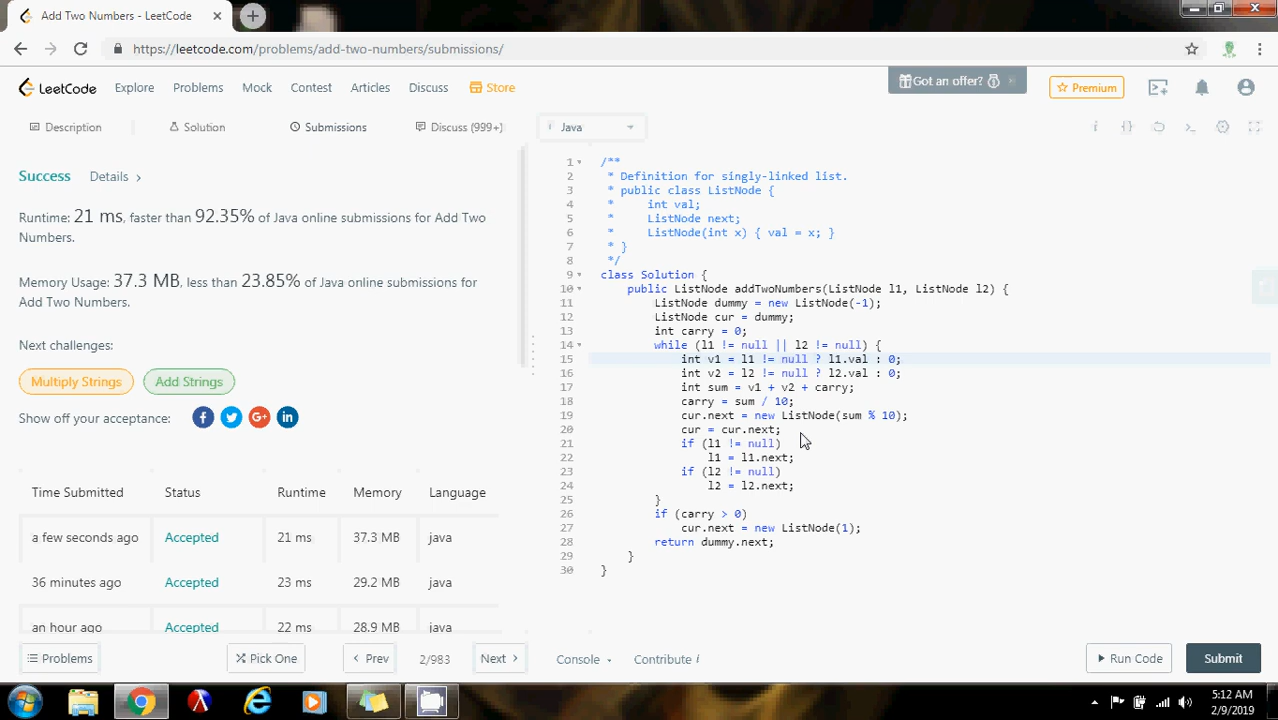 Add Two Numbers - LeetCode
https://leetcode.com/problems/add-two-numbers/submissions/
LeetCode Explore Problems Mock Contest Articles Discuss Store Got an offer? Premium
Description Solution Submissions Discuss (999+) i Java
Success Details
Runtime: 21 ms, faster than 92.35% of Java online submissions for Add Two
Numbers.
Memory Usage: 37.3 MB, less than 23.85% of Java online submissions for
Add Two Numbers.
Next challenges:
Multiply Strings Add Strings
Show off your acceptance:
Time Submitted Status Runtime Memory Language
a few seconds ago Accepted 21 ms 37.3 MB java
36 minutes ago Accepted 23 ms 29.2 MB java
an hour ago Accepted 22 ms 28.9 MB java
1 /**
2 * Definition for singly-linked list.
3 * public class ListNode {
4 * int val;
5 * ListNode next;
6 * ListNode(int x) { val = x; }
7 * }
8 */
9 class Solution {
10 public ListNode addTwoNumbers(ListNode l1, ListNode l2) {
11 ListNode dummy = new ListNode(-1);
12 ListNode cur = dummy;
13 int carry = 0;
14 while (l1 != null || l2 != null) {
15 int v1 = l1 != null ? l1.val : 0;
16 int v2 = l2 != null ? l2.val : 0;
17 int sum = v1 + v2 + carry;
18 carry = sum / 10;
19 cur.next = new ListNode(sum % 10);
20 cur = cur.next;
21 if (l1 != null)
22 l1 = l1.next;
23 if (l2 != null)
24 l2 = l2.next;
25 }
26 if (carry > 0)
27 cur.next = new ListNode(1);
28 return dummy.next;
29 }
30 }
Problems Pick One Prev 2/983 Next Console Contribute i Run Code Submit
5:12 AM
2/9/2019